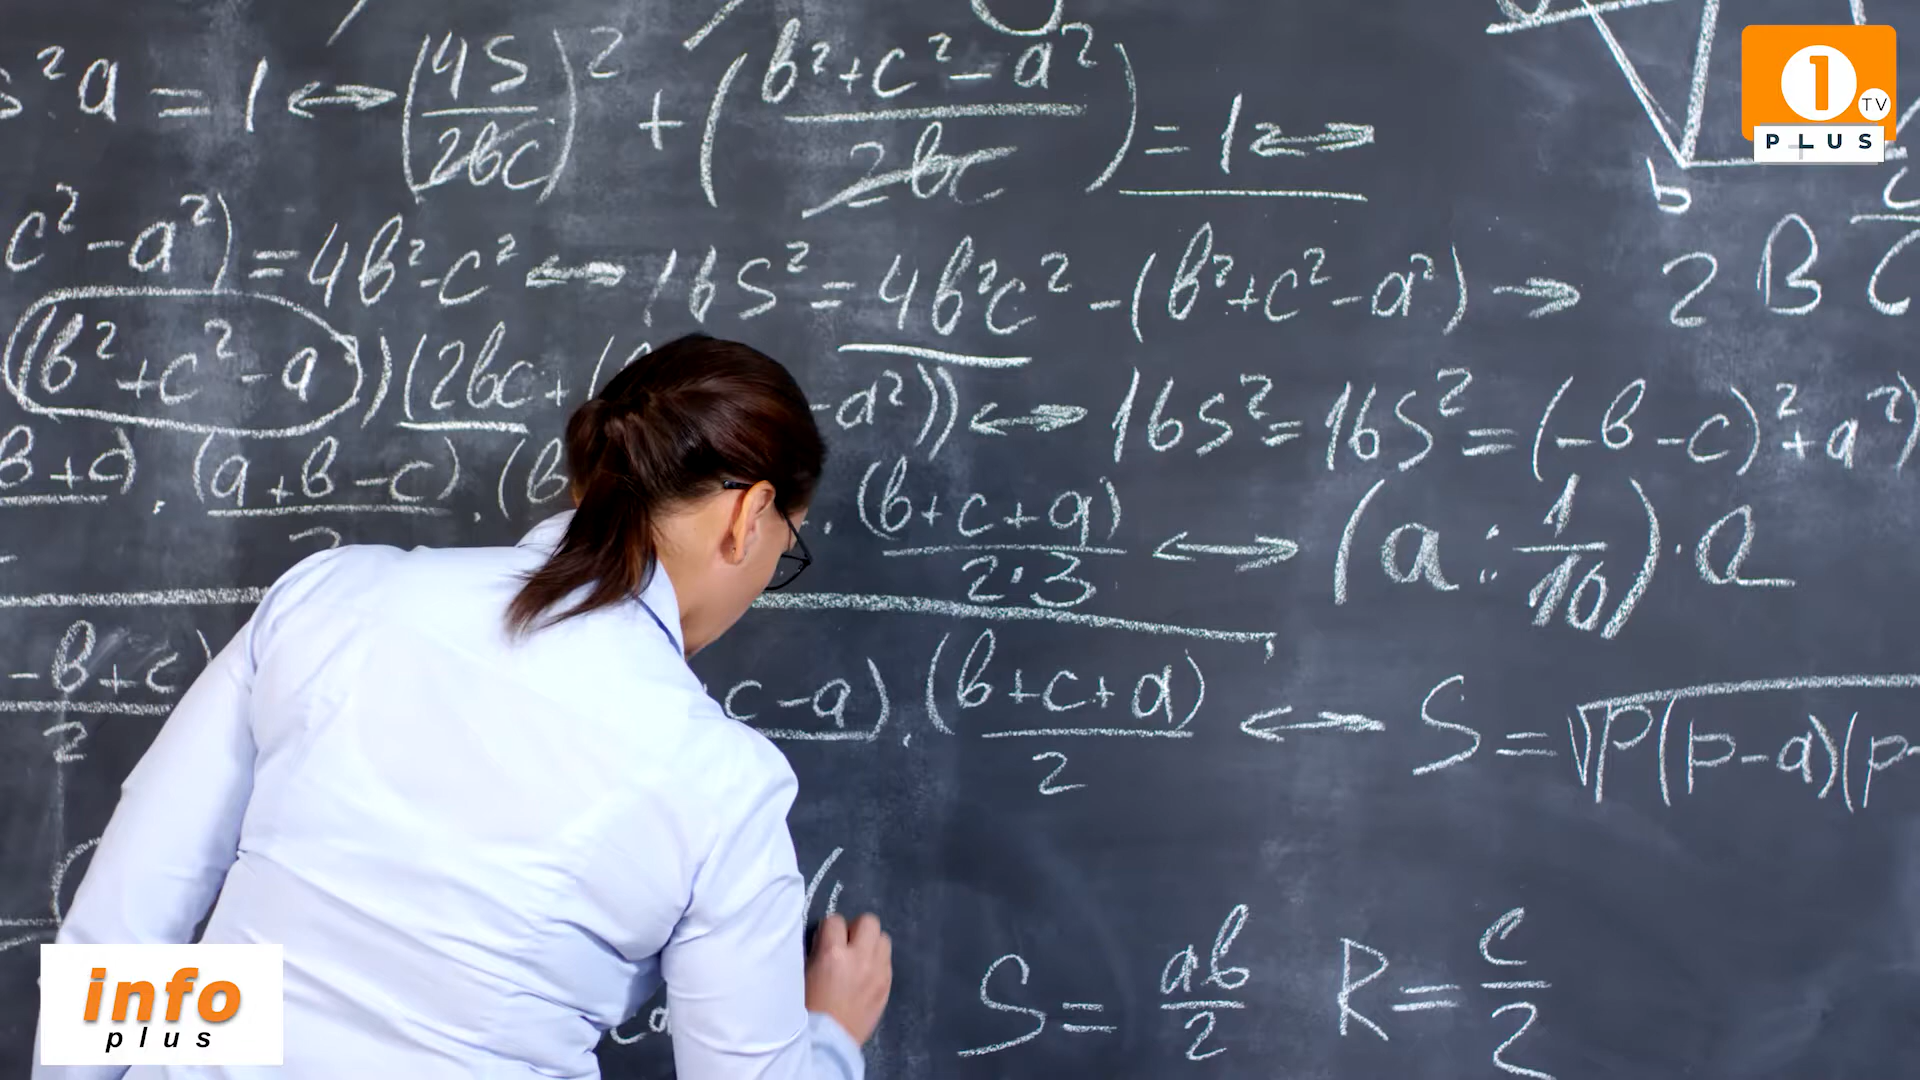 s²a = 1 ↔ (4S/2bc)² + (b²+c²-a²/2bc) = 1 ↔
1 TV
PLUS
b
c²-a²) = 4b²-c² ↔ 16S² = 4b²c² -(b²+c²-a²) → 2 B C
(b²+c²-a))(2bc+( -a²)) ↔ 16S² = 16S² = (-b-c)²+a²)
b+c) . (a+b-c)/2 . (b . (b+c+a)/2·3 ↔ (a : 1/10) · a
-b+c/2 c-a) . (b+c+a)/2 ↔ S = √p(p-a)(p-
S = ab/2 R = c/2
info
plus